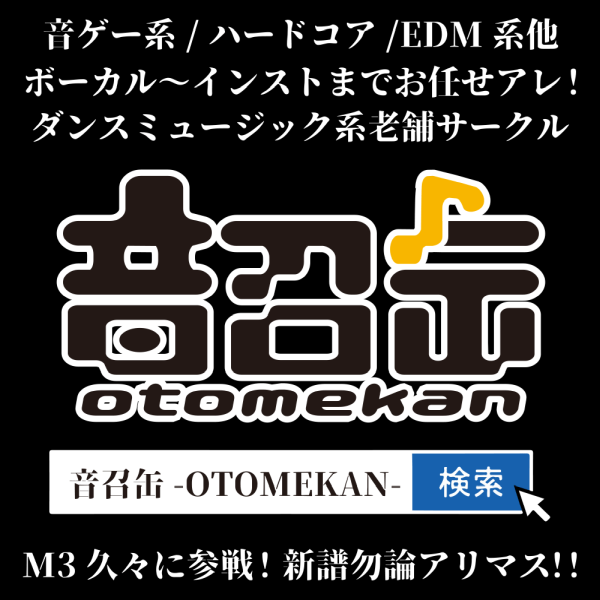 音ゲー系 / ハードコア /EDM 系他
ボーカル～インストまでお任せアレ!
ダンスミュージック系老舗サークル
音召缶
otomekan
音召缶 -OTOMEKAN- 検索
M3 久々に参戦! 新譜勿論アリマス!!